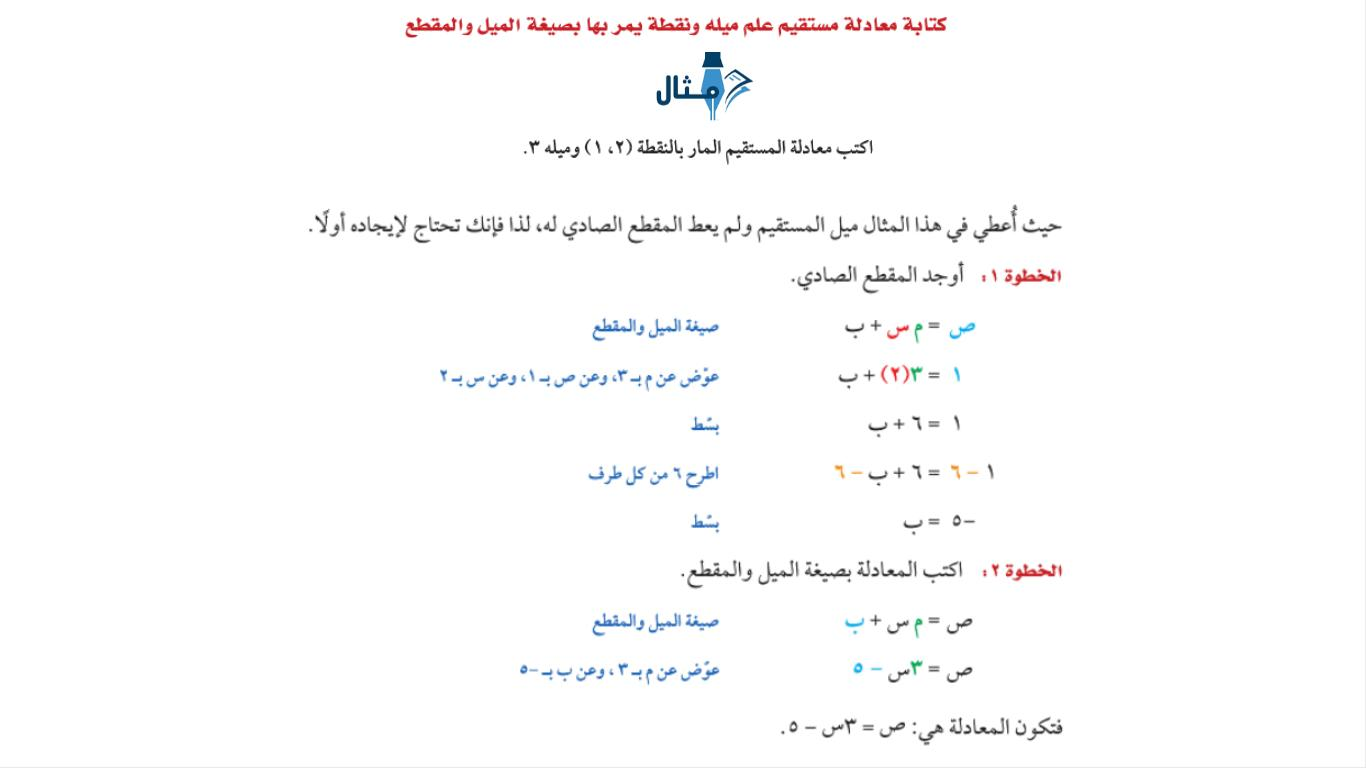 كتابة معادلة مستقيم علم ميله ونقطة يمر بها بصيغة الميل والمقطع
مثال
اكتب معادلة المستقيم المار بالنقطة (٢، ١) وميله ٣.
حيث أُعطي في هذا المثال ميل المستقيم ولم يعط المقطع الصادي له، لذا فإنك تحتاج لإيجاده أولًا.
الخطوة ١: أوجد المقطع الصادي.
ص = م س + ب صيغة الميل والمقطع
١ = ٣(٢) + ب عوّض عن م بـ ٣، وعن ص بـ ١، وعن س بـ ٢
١ = ٦ + ب بسّط
١ – ٦ = ٦ + ب – ٦ اطرح ٦ من كل طرف
–٥ = ب بسّط
الخطوة ٢: اكتب المعادلة بصيغة الميل والمقطع.
ص = م س + ب صيغة الميل والمقطع
ص = ٣س – ٥ عوّض عن م بـ ٣، وعن ب بـ –٥
فتكون المعادلة هي: ص = ٣س – ٥.